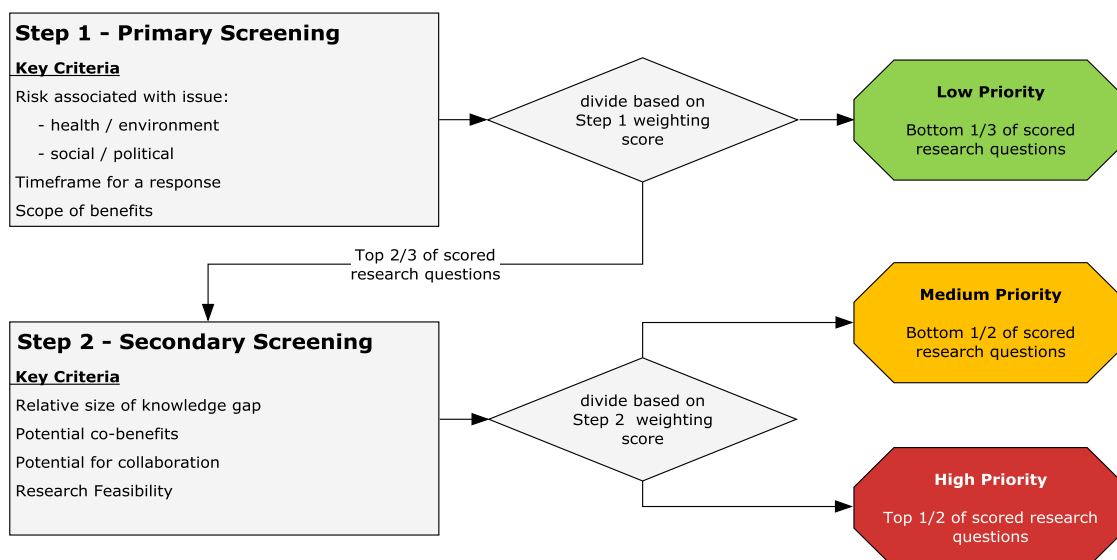 Step 1 - Primary Screening
Key Criteria
Risk associated with issue:
- health / environment
- social / political
Timeframe for a response
Scope of benefits
divide based on
Step 1 weighting
score
Low Priority
Bottom 1/3 of scored
research questions
Top 2/3 of scored
research questions
Step 2 - Secondary Screening
Key Criteria
Relative size of knowledge gap
Potential co-benefits
Potential for collaboration
Research Feasibility
divide based on
Step 2  weighting
score
Medium Priority
Bottom 1/2 of scored
research questions
High Priority
Top 1/2 of scored research
questions